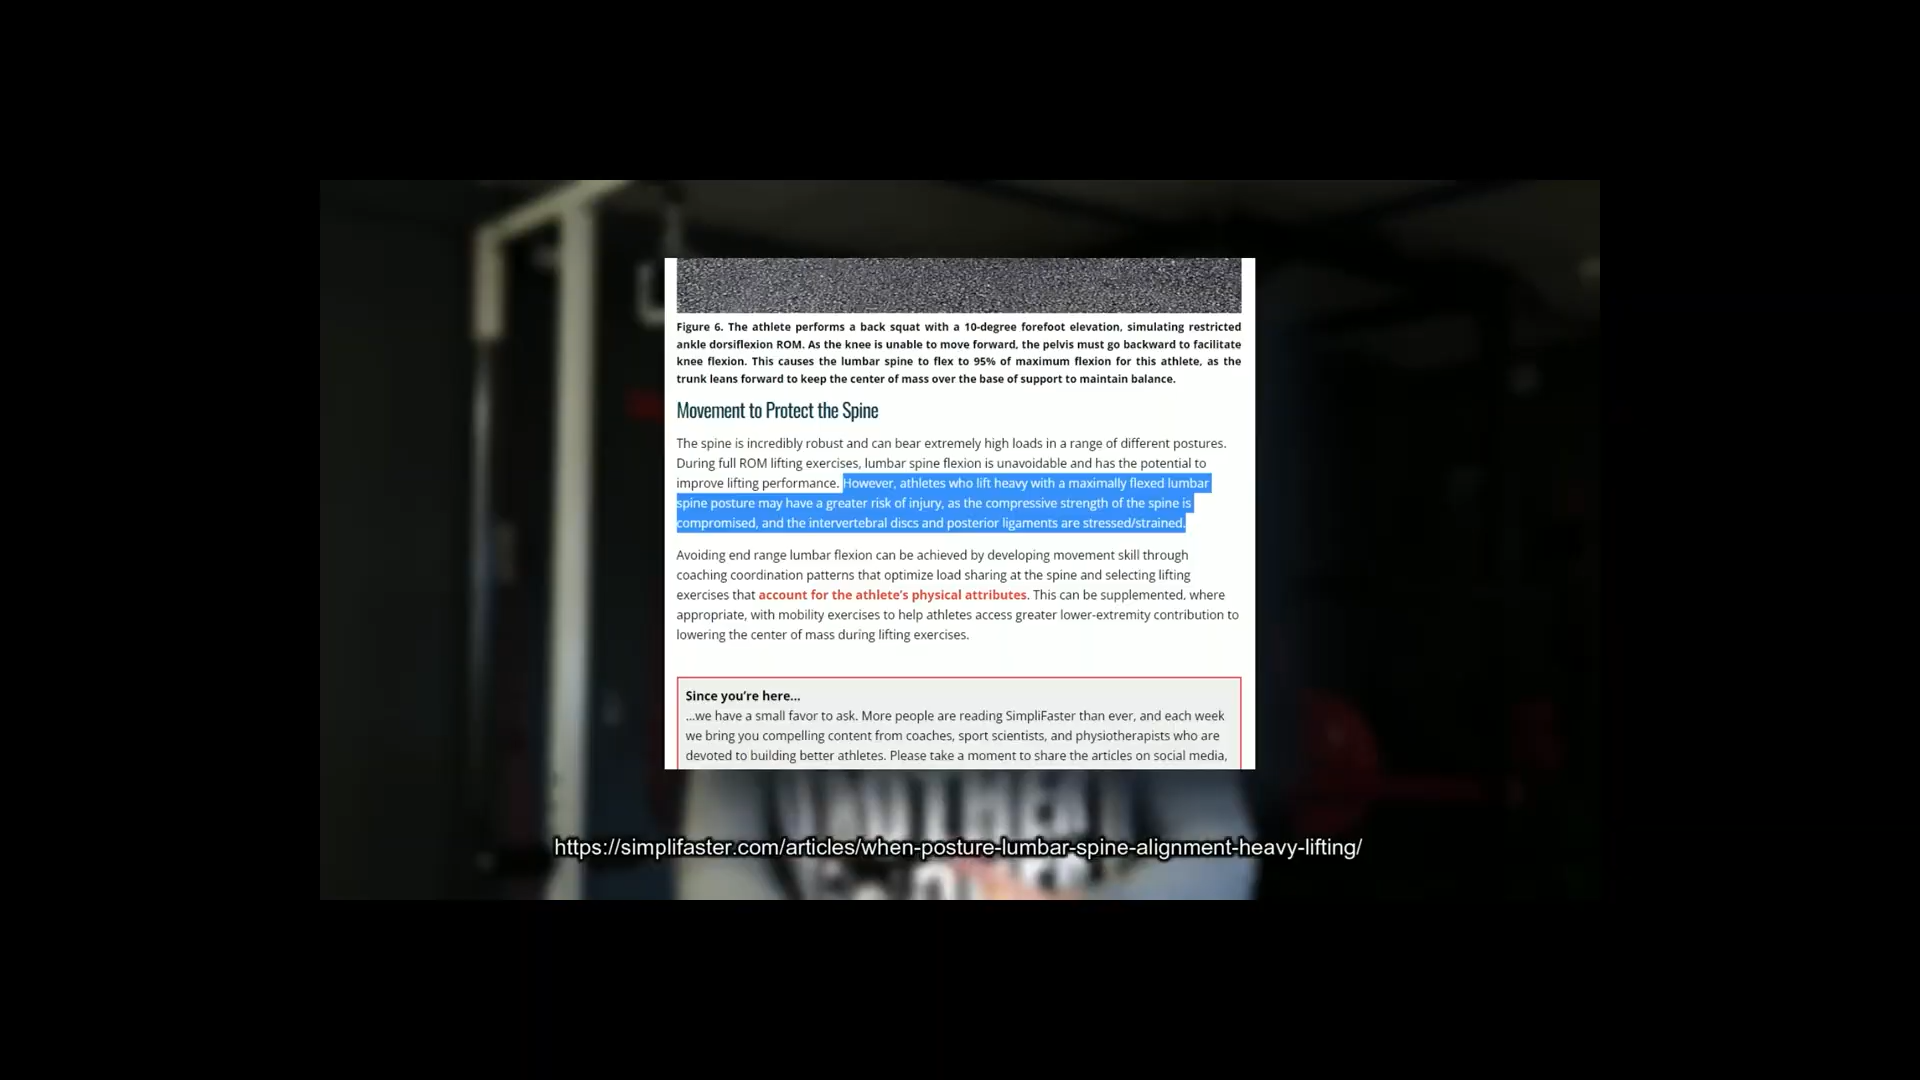 Figure 6. The athlete performs a back squat with a 10-degree forefoot elevation, simulating restricted
ankle dorsiflexion ROM. As the knee is unable to move forward, the pelvis must go backward to facilitate
knee flexion. This causes the lumbar spine to flex to 95% of maximum flexion for this athlete, as the
trunk leans forward to keep the center of mass over the base of support to maintain balance.
Movement to Protect the Spine
The spine is incredibly robust and can bear extremely high loads in a range of different postures.
During full ROM lifting exercises, lumbar spine flexion is unavoidable and has the potential to
improve lifting performance. However, athletes who lift heavy with a maximally flexed lumbar
spine posture may have a greater risk of injury, as the compressive strength of the spine is
compromised, and the intervertebral discs and posterior ligaments are stressed/strained.
Avoiding end range lumbar flexion can be achieved by developing movement skill through
coaching coordination patterns that optimize load sharing at the spine and selecting lifting
exercises that account for the athlete's physical attributes. This can be supplemented, where
appropriate, with mobility exercises to help athletes access greater lower-extremity contribution to
lowering the center of mass during lifting exercises.
Since you're here...
...we have a small favor to ask. More people are reading SimpliFaster than ever, and each week
we bring you compelling content from coaches, sport scientists, and physiotherapists who are
devoted to building better athletes. Please take a moment to share the articles on social media,
https://simplifaster.com/articles/when-posture-lumbar-spine-alignment-heavy-lifting/